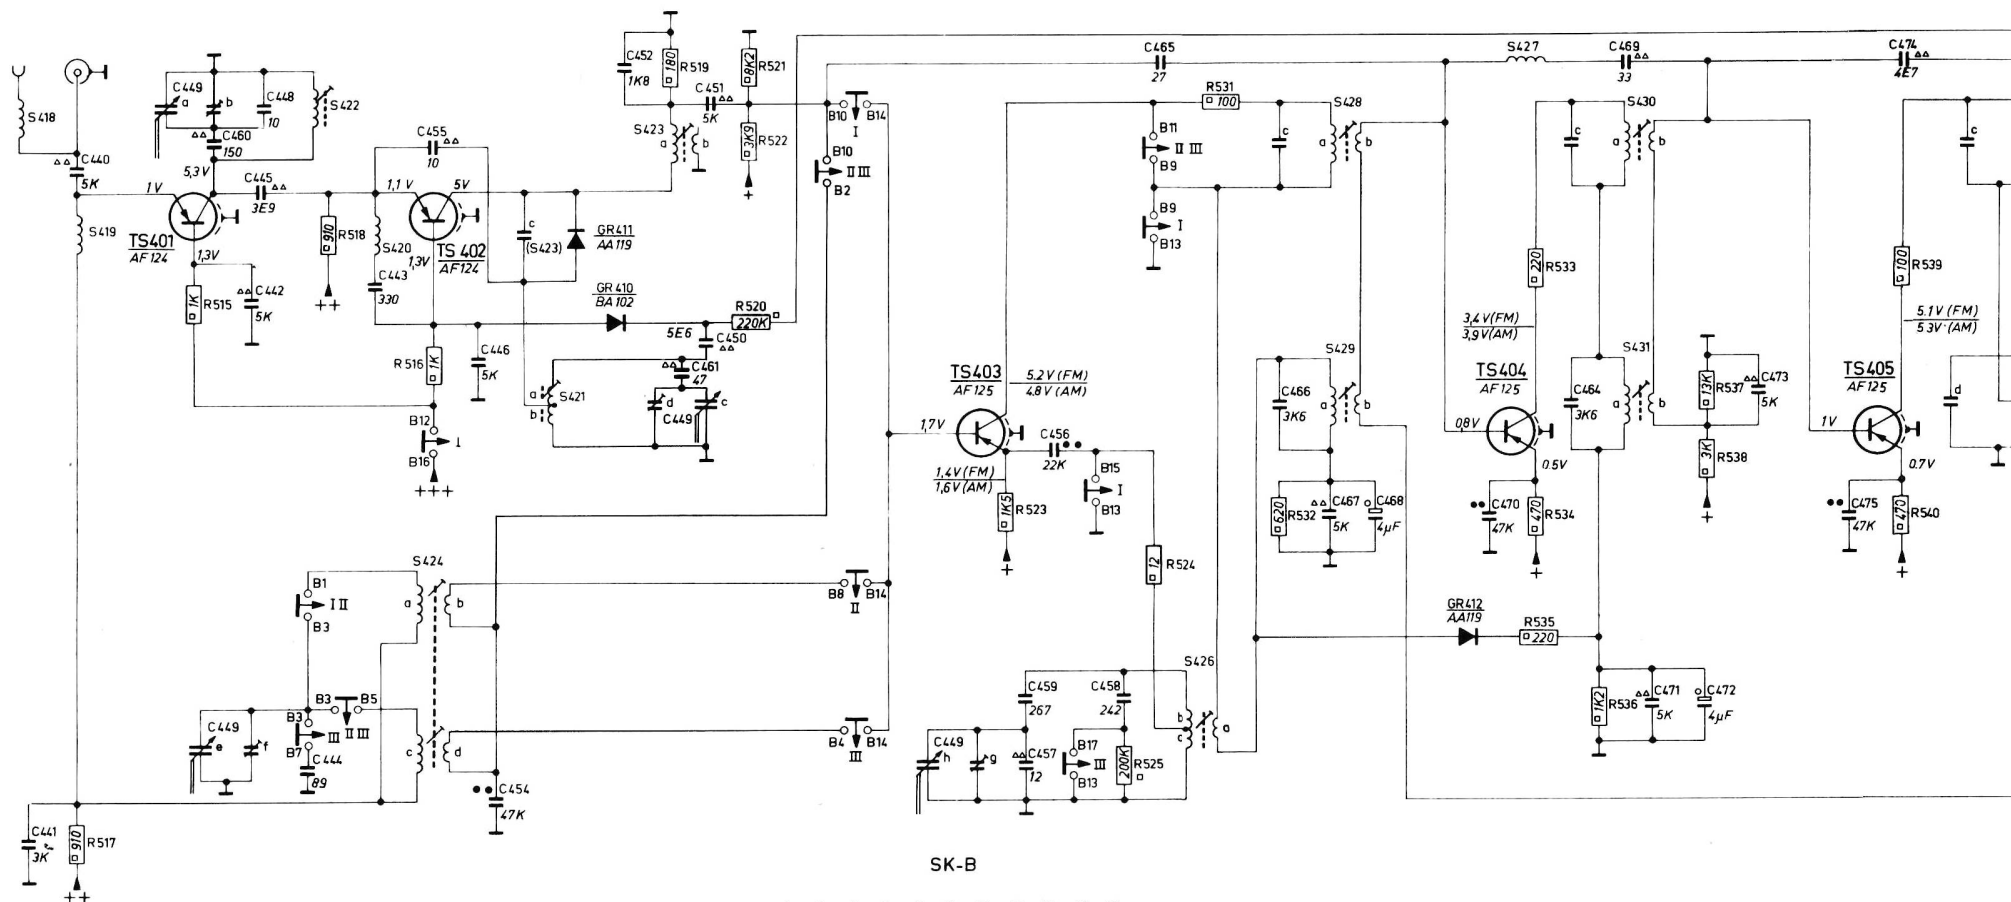 S418
C440
5K
S419
C449
a
b
C448
10
S422
C460
150
5,3V
1V
TS401
AF124
1,3V
R515
1K
C442
5K
C445
3E9
910
R518
++
C455
10
1,1V
5V
S420
C443
330
TS 402
AF124
1,3V
C452
1K8
180
R519
C451
5K
8K2
R521
3K9
R522
+
S423
a
b
c
(S423)
GR411
AA119
GR410
BA102
R520
220K
5E6
C450
C461
47
R516
1K
C446
5K
a
b
S421
d
C449
c
B12
I
B16
+++
B10
B14
I
B10
II III
B2
C465
27
S427
C469
33
C474
4E7
R531
100
B11
II III
B9
B9
I
B13
c
S428
a
b
S430
c
a
b
220
R533
100
R539
c
1,7V
TS403
AF125
5.2V (FM)
4.8V (AM)
1,4V (FM)
1,6V (AM)
C456
22K
1K5
R523
+
B15
I
B13
12
R524
S429
C466
3K6
a
b
620
R532
C467
5K
C468
4µF
3,4V (FM)
3,9V (AM)
TS404
AF125
0,8V
0.5V
C470
47K
470
R534
+
S431
C464
3K6
a
b
13K
R537
C473
5K
3K
R538
+
5.1V (FM)
5.3V (AM)
TS405
AF125
1V
0.7V
C475
47K
470
R540
+
d
S424
B1
I II
B3
a
b
B8
B14
II
C449
e
f
B3
III
B7
B3
B5
II III
C444
89
c
d
B4
B14
III
C454
47K
C441
3K
910
R517
++
S426
C459
267
C458
242
C449
h
g
C457
12
B17
III
B13
200K
R525
b
c
a
GR412
AA119
R535
220
1K2
R536
C471
5K
C472
4µF
SK-B